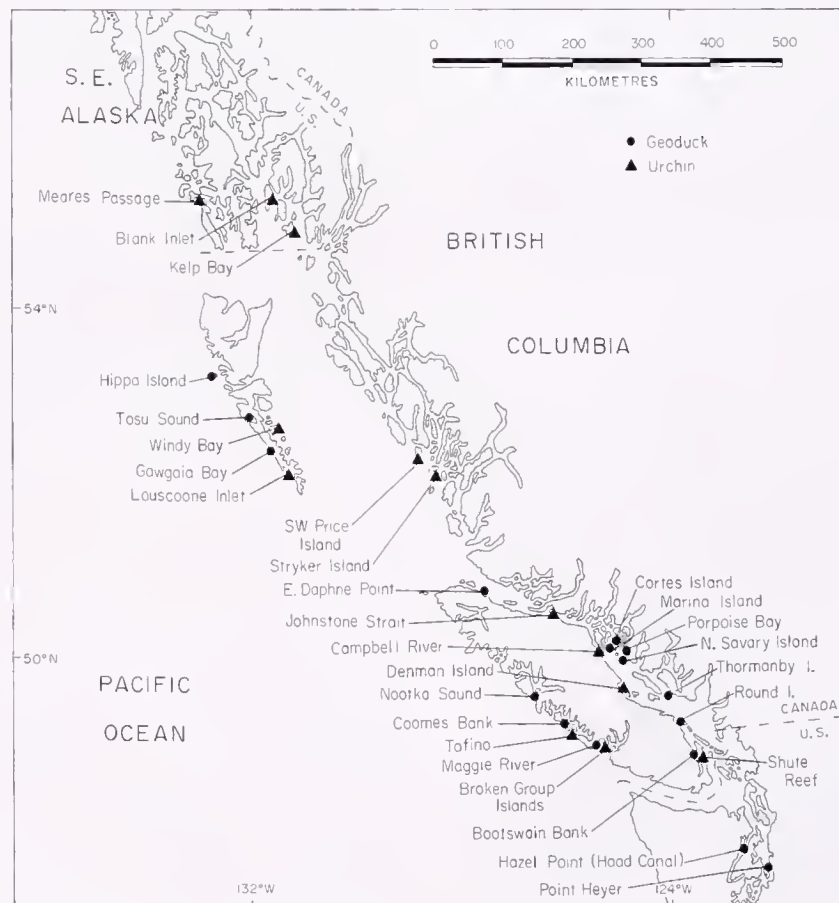 0 100 200 300 400 500
KILOMETRES
S. E.
ALASKA
CANADA
U.S.
Geoduck
Urchin
Meares Passage
Blank Inlet
Kelp Bay
BRITISH
COLUMBIA
54°N
Hippa Island
Tasu Sound
Windy Bay
Gawgaia Bay
Louscoone Inlet
SW Price
Island
Stryker Island
E. Daphne Point
Johnstone Strait
Campbell River
Denman Island
Nootka Sound
Coomes Bank
Tofino
Maggie River
Broken Group
Islands
Cortes Island
Marina Island
Porpoise Bay
N. Savary Island
Thormanby I.
Round I.
50°N
PACIFIC
OCEAN
CANADA
U.S.
Shute
Reef
Boatswain Bank
Hazel Point (Hood Canal)
Point Heyer
132°W
124°W